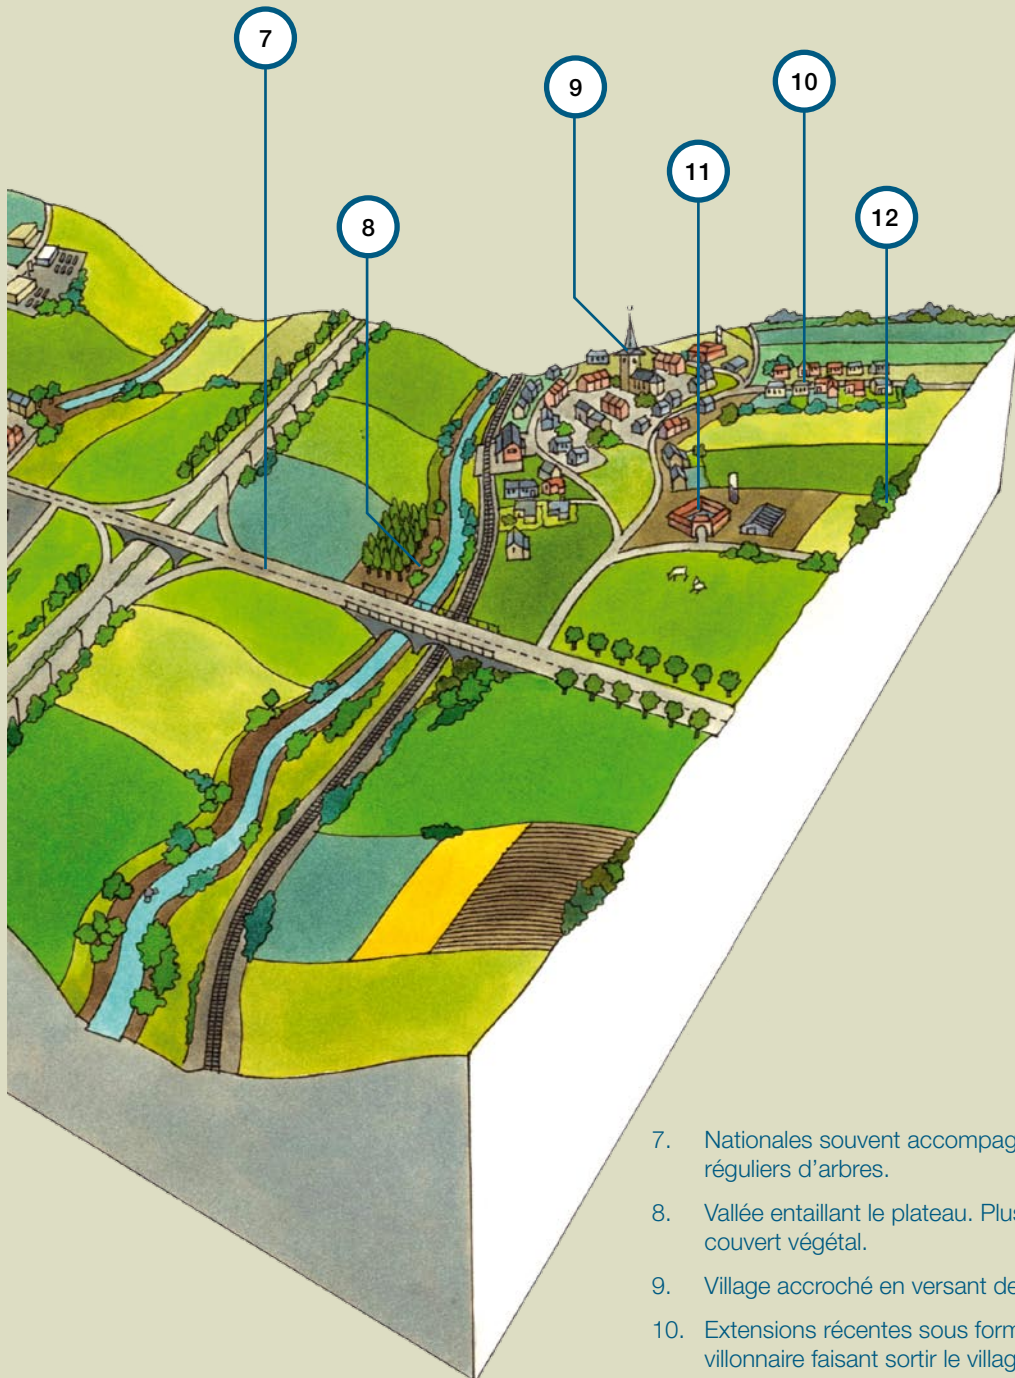 7
9
10
11
8
12
7. Nationales souvent accompag
réguliers d’arbres.
8. Vallée entaillant le plateau. Plus
couvert végétal.
9. Village accroché en versant de
10. Extensions récentes sous form
villonnaire faisant sortir le villag